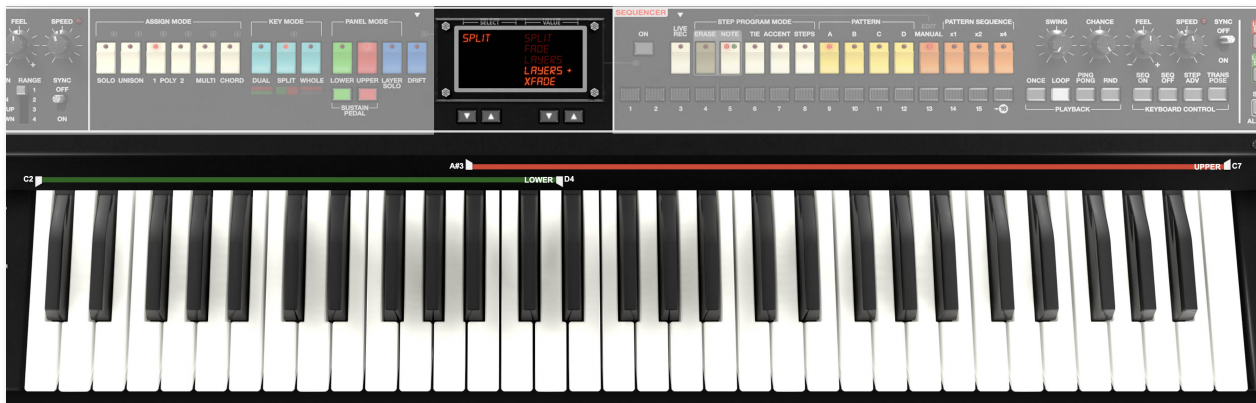 FEEL SPEED
+
RANGE SYNC
1 OFF
2
3
4 ON
ASSIGN MODE
SOLO UNISON 1 POLY 2 MULTI CHORD
KEY MODE
DUAL SPLIT WHOLE
PANEL MODE
LOWER UPPER LAYER SOLO DRIFT
SUSTAIN
PEDAL
SELECT VALUE
SPLIT SPLIT
FADE
LAYERS
LAYERS +
XFADE
SEQUENCER
ON
LIVE
REC
STEP PROGRAM MODE
ERASE NOTE TIE ACCENT STEPS
PATTERN
A B C D
EDIT
MANUAL
PATTERN SEQUENCE
x1 x2 x4
1 2 3 4 5 6 7 8 9 10 11 12 13 14 15 16
SWING CHANCE
ONCE LOOP PING PONG RND
PLAYBACK
FEEL SPEED SYNC
OFF
- +
ON
SEQ ON SEQ OFF STEP ADV TRANS POSE
KEYBOARD CONTROL
A#3 UPPER C7
C2 LOWER D4